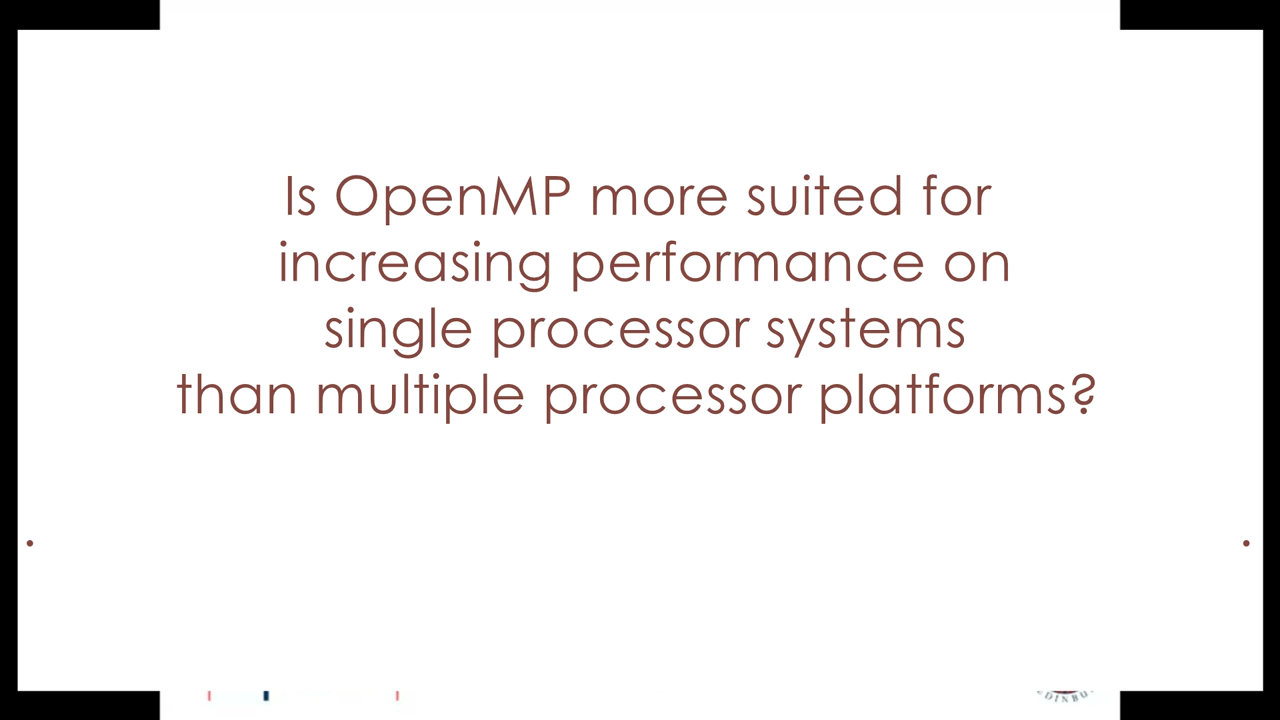 Is OpenMP more suited for
increasing performance on
single processor systems
than multiple processor platforms?